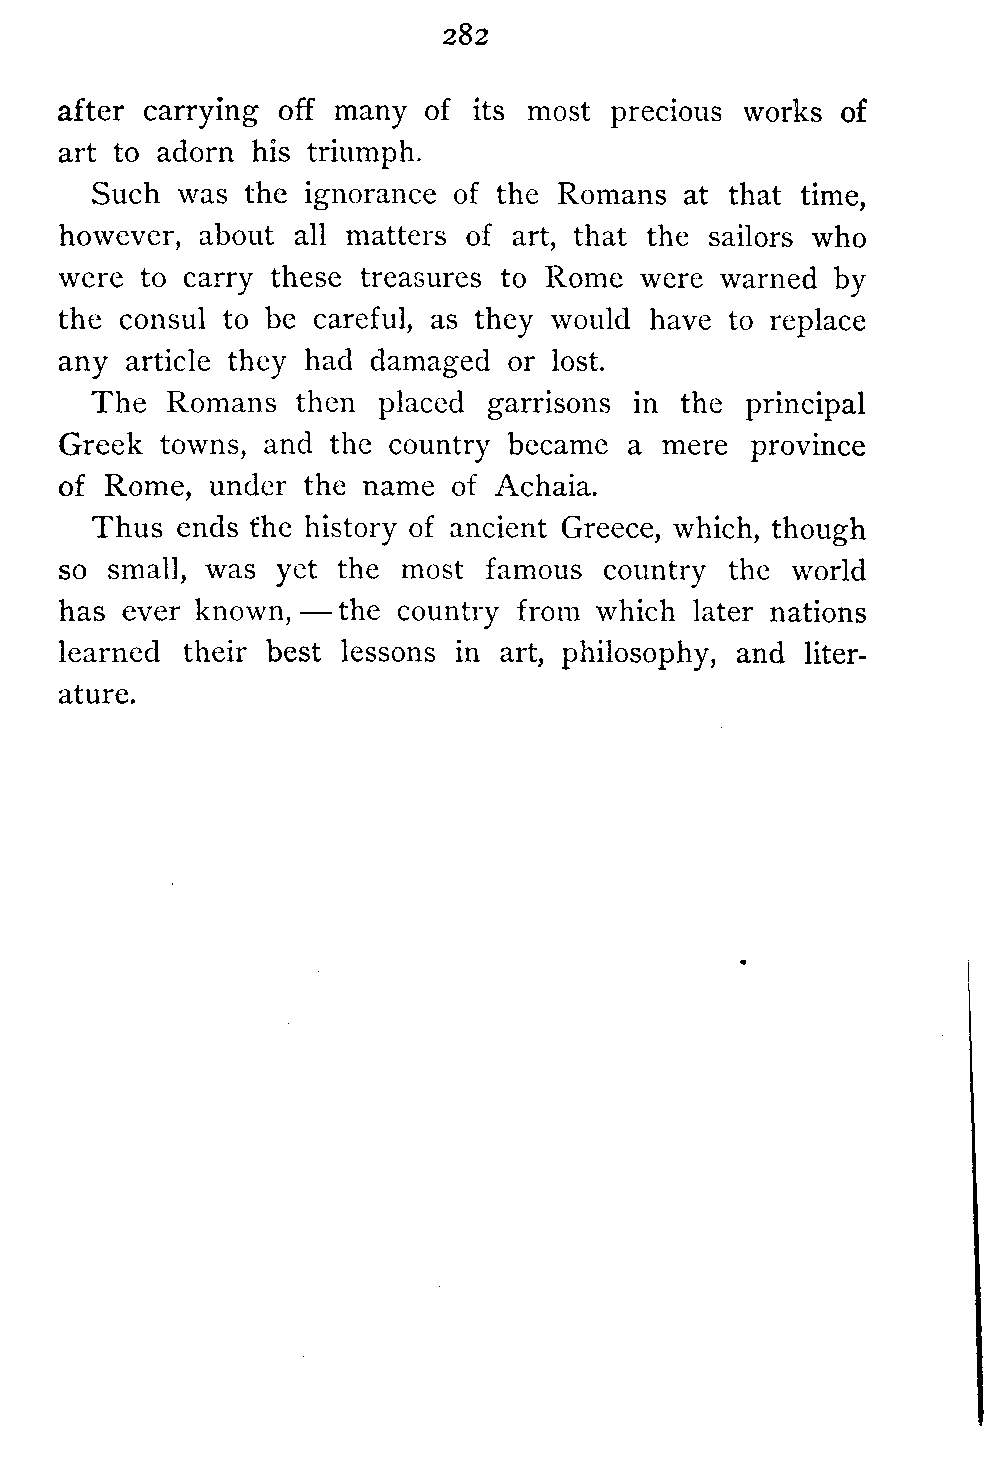 282
after carrying off many of its most precious works of
art to adorn his triumph.
Such was the ignorance of the Romans at that time,
however, about all matters of art, that the sailors who
were to carry these treasures to Rome were warned by
the consul to be careful, as they would have to replace
any article they had damaged or lost.
The Romans then placed garrisons in the principal
Greek towns, and the country became a mere province
of Rome, under the name of Achaia.
Thus ends the history of ancient Greece, which, though
so small, was yet the most famous country the world
has ever known, — the country from which later nations
learned their best lessons in art, philosophy, and liter-
ature.